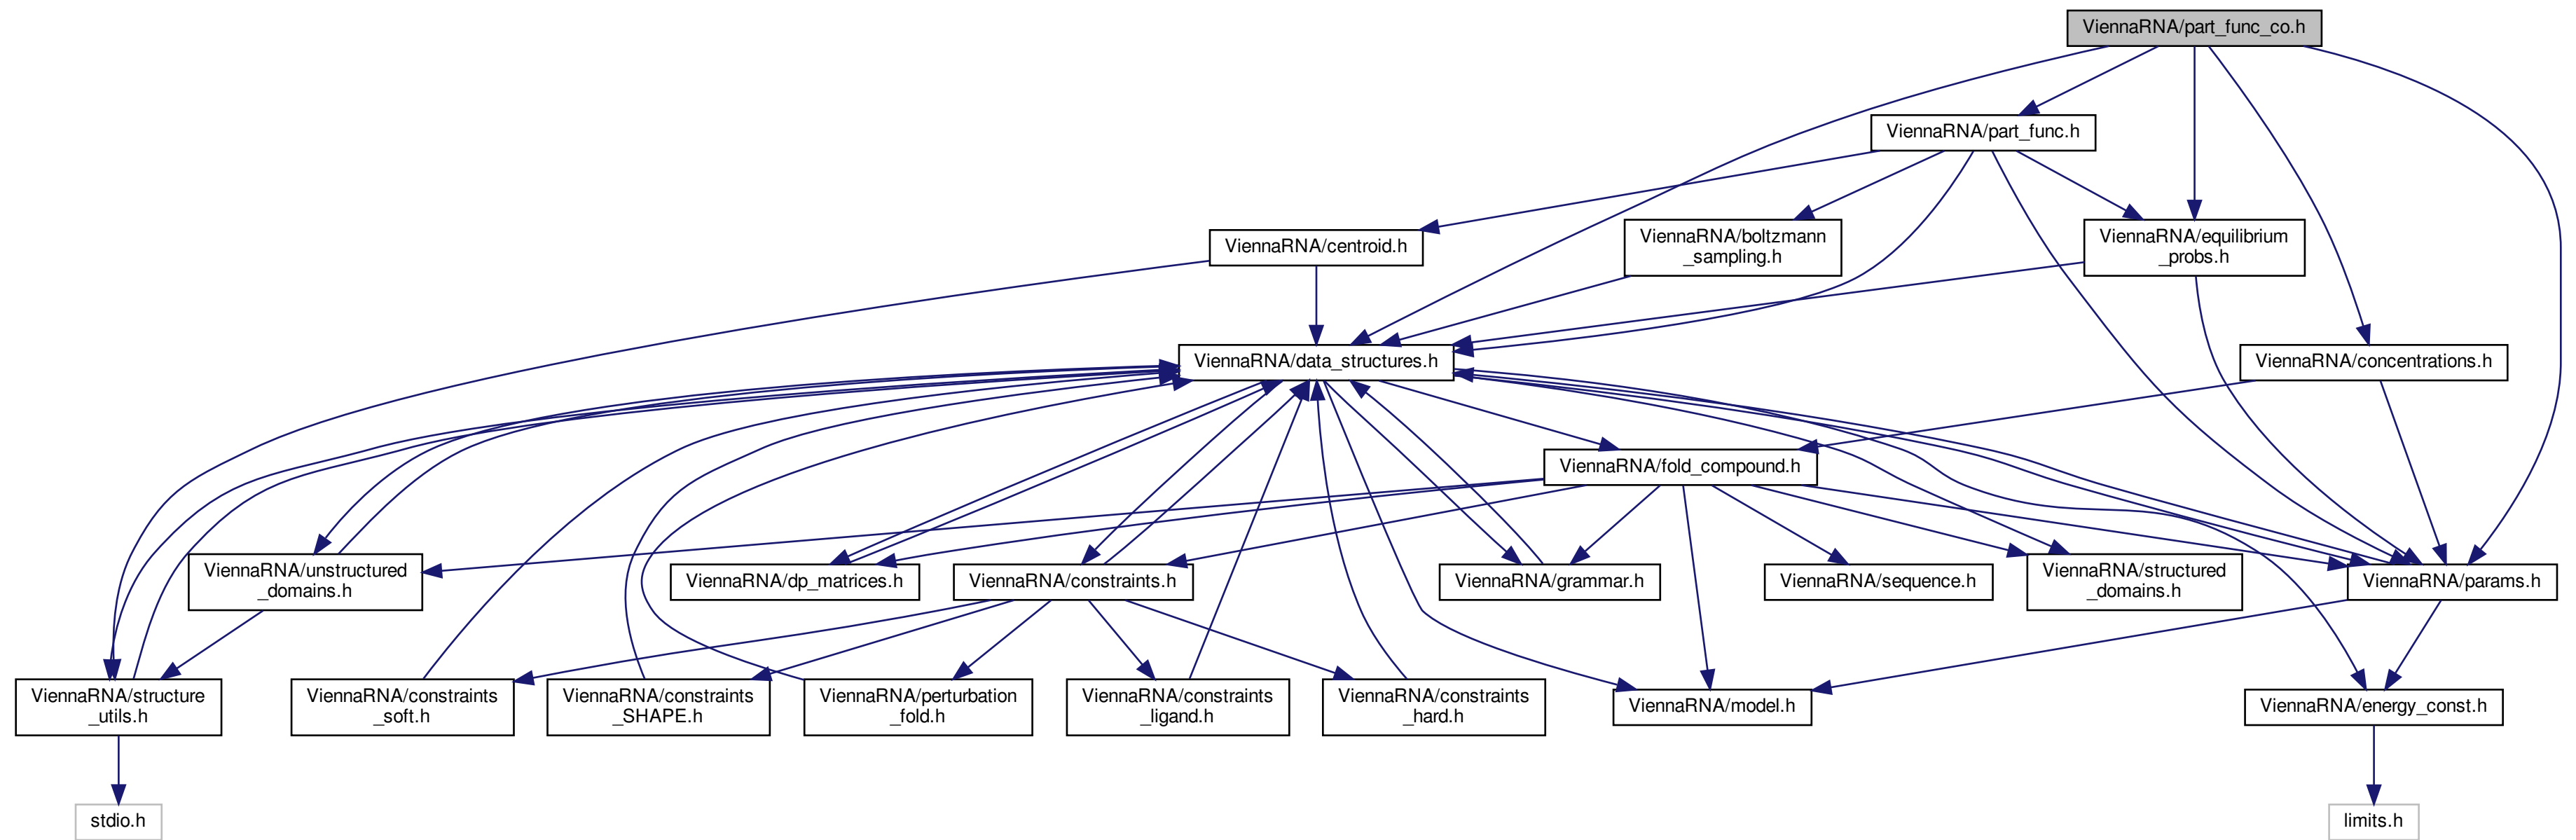 ViennaRNA/part_func_co.h
ViennaRNA/part_func.h
ViennaRNA/centroid.h
ViennaRNA/boltzmann
_sampling.h
ViennaRNA/equilibrium
_probs.h
ViennaRNA/data_structures.h
ViennaRNA/concentrations.h
ViennaRNA/fold_compound.h
ViennaRNA/unstructured
_domains.h
ViennaRNA/dp_matrices.h
ViennaRNA/constraints.h
ViennaRNA/grammar.h
ViennaRNA/sequence.h
ViennaRNA/structured
_domains.h
ViennaRNA/params.h
ViennaRNA/structure
_utils.h
ViennaRNA/constraints
_soft.h
ViennaRNA/constraints
_SHAPE.h
ViennaRNA/perturbation
_fold.h
ViennaRNA/constraints
_ligand.h
ViennaRNA/constraints
_hard.h
ViennaRNA/model.h
ViennaRNA/energy_const.h
stdio.h
limits.h